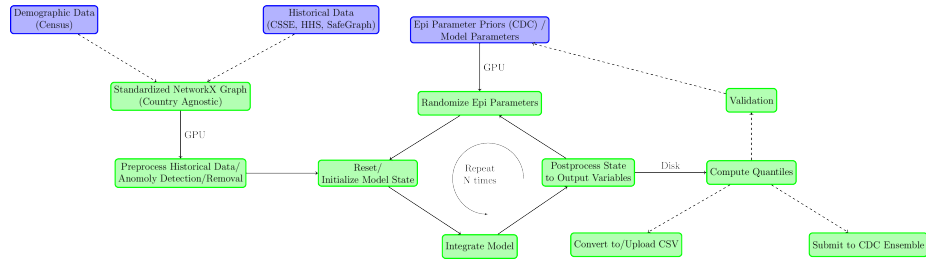 Demographic Data
(Census)
Historical Data
(CSSE, HHS, SafeGraph)
Epi Parameter Priors (CDC) /
Model Parameters
GPU
Standardized NetworkX Graph
(Country Agnostic)
Randomize Epi Parameters
Validation
GPU
Preprocess Historical Data/
Anomoly Detection/Removal
Reset/
Initialize Model State
Repeat
N times
Postprocess State
to Output Variables
Disk
Compute Quantiles
Integrate Model
Convert to/Upload CSV
Submit to CDC Ensemble